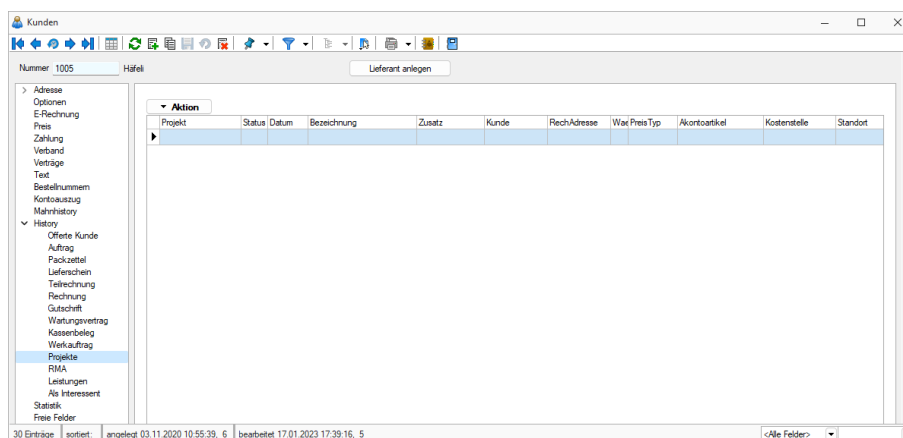 Kunden
Nummer 1005 Häfeli Lieferant anlegen
Adresse
Optionen
E-Rechnung
Preis
Zahlung
Verband
Verträge
Text
Bestellnummern
Kontoauszug
Mahnhistory
History
Offerte Kunde
Auftrag
Packzettel
Lieferschein
Teilrechnung
Rechnung
Gutschrift
Wartungsvertrag
Kassenbeleg
Werkauftrag
Projekte
RMA
Leistungen
Als Interessent
Statistik
Freie Felder
Aktion
Projekt Status Datum Bezeichnung Zusatz Kunde RechAdresse Wae PreisTyp Akontoartikel Kostenstelle Standort
30 Einträge sortiert: angelegt 03.11.2020 10:55:39, 6 bearbeitet 17.01.2023 17:39:16, 5 <Alle Felder>